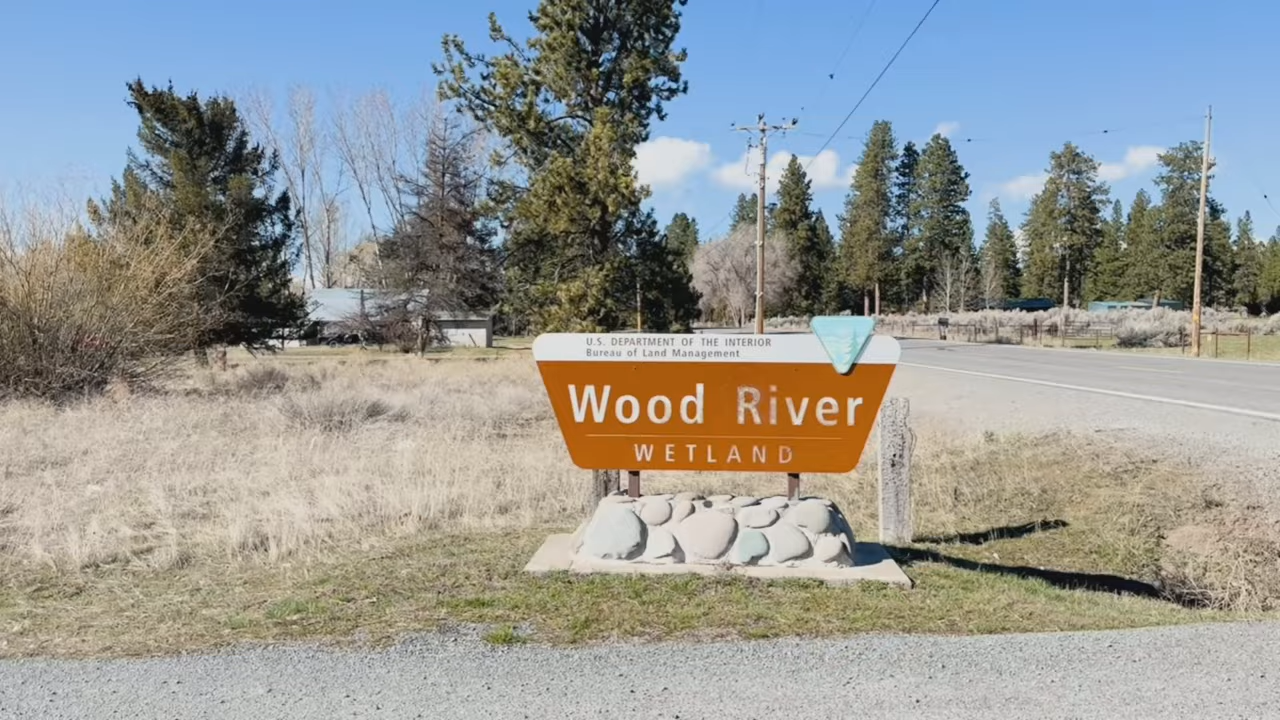 U.S. DEPARTMENT OF THE INTERIOR
Bureau of Land Management
Wood River
WETLAND